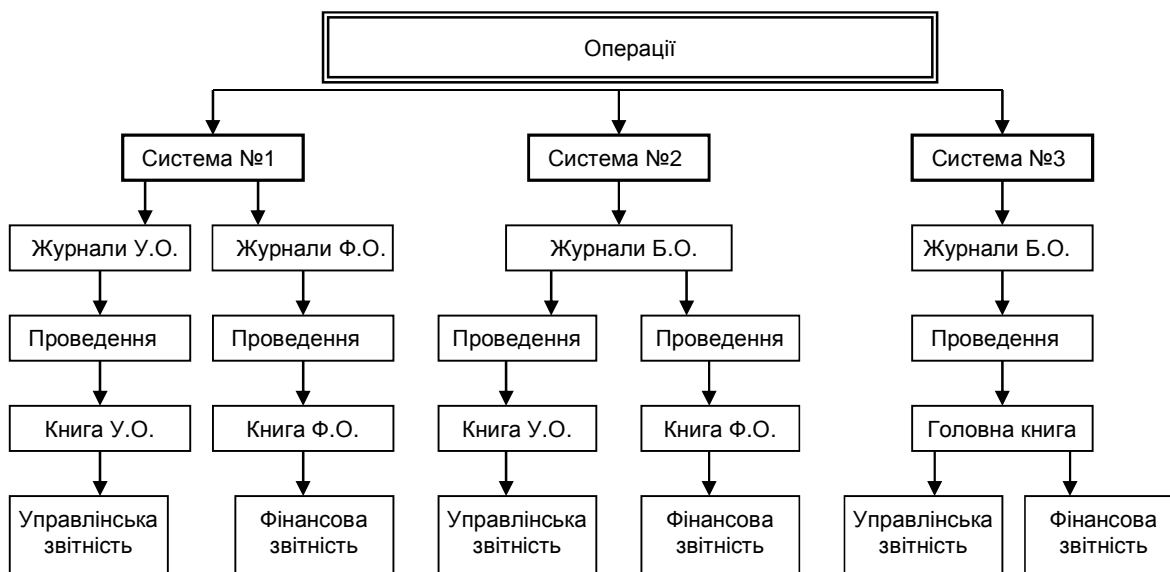 Операції
Система №1
Система №2
Система №3
Журнали У.О.
Журнали Ф.О.
Журнали Б.О.
Журнали Б.О.
Проведення
Проведення
Проведення
Проведення
Проведення
Книга У.О.
Книга Ф.О.
Книга У.О.
Книга Ф.О.
Головна книга
Управлінська
звітність
Фінансова
звітність
Управлінська
звітність
Фінансова
звітність
Управлінська
звітність
Фінансова
звітність